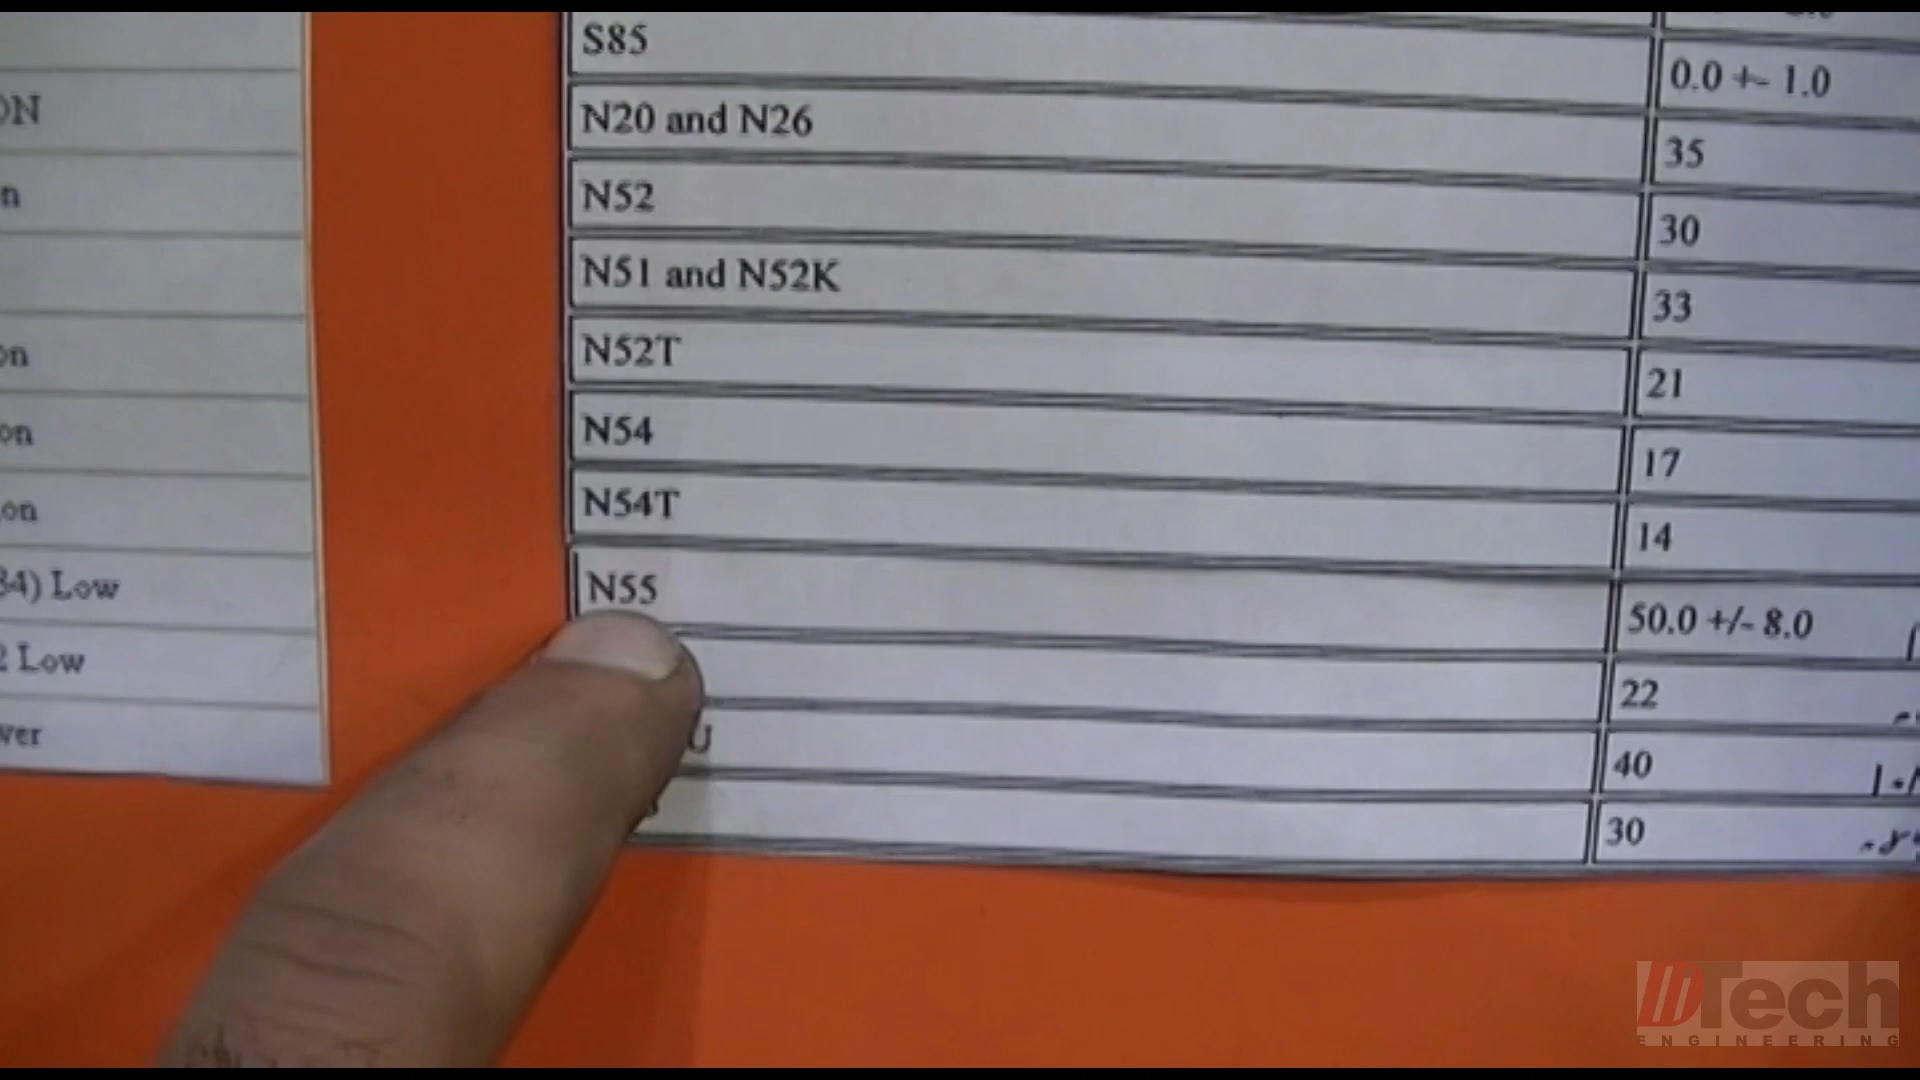 ON
n
on
on
on
84) Low
2 Low
wer
S85
0.0 +- 1.0
N20 and N26
35
N52
30
N51 and N52K
33
N52T
21
N54
17
N54T
14
N55
50.0 +/- 8.0
22
U
40
30
Tech
ENGINEERING